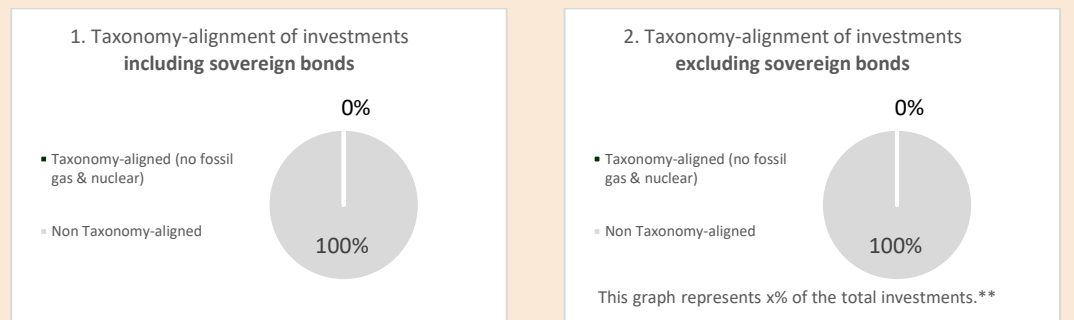 1. Taxonomy-alignment of investments
including sovereign bonds
0%
Taxonomy-aligned (no fossil
gas & nuclear)
Non Taxonomy-aligned
100%
2. Taxonomy-alignment of investments
excluding sovereign bonds
0%
Taxonomy-aligned (no fossil
gas & nuclear)
Non Taxonomy-aligned
100%
This graph represents x% of the total investments.**